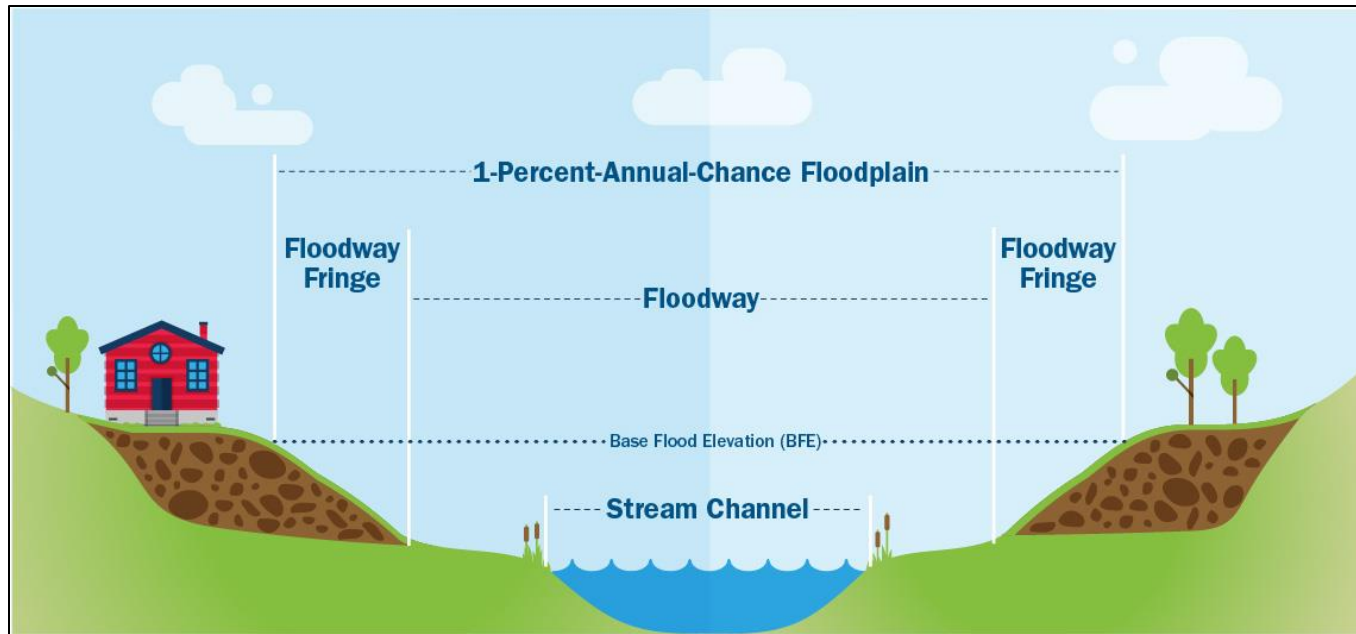 1-Percent-Annual-Chance Floodplain
Floodway
Fringe
Floodway
Fringe
Floodway
Base Flood Elevation (BFE)
Stream Channel